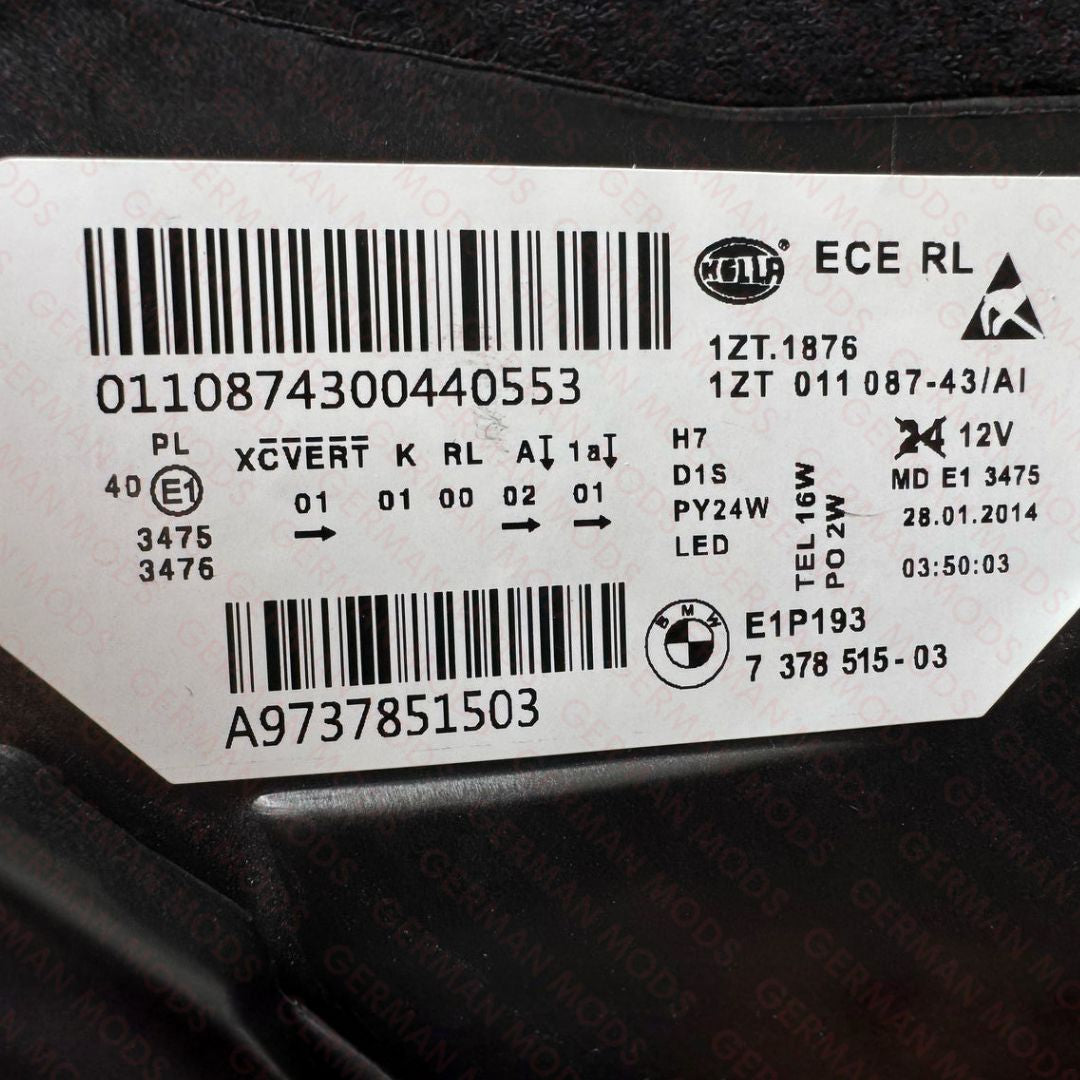 HELLA® ECE RL
0110874300440553
1ZT.1876
1ZT 011 087-43/AI
PL
40 E1
3475
3476
XCVERT K RL A 1a
01 01 00 02 01
H7
D1S
PY24W
LED
TEL 16W
PO 2W
24 12V
MD E1 3475
28.01.2014
03:50:03
A9737851503
BMW
E1P193
7 378 515-03
GERMAN MODS